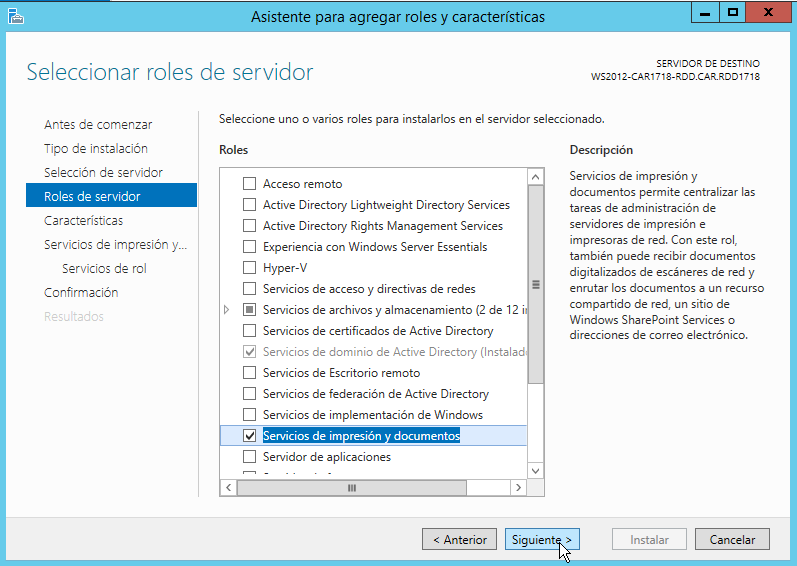 Asistente para agregar roles y características
Seleccionar roles de servidor
SERVIDOR DE DESTINO
WS2012-CAR1718-RDD.CAR.RDD1718
Antes de comenzar
Tipo de instalación
Selección de servidor
Roles de servidor
Características
Servicios de impresión y...
Servicios de rol
Confirmación
Resultados
Seleccione uno o varios roles para instalarlos en el servidor seleccionado.
Roles
Acceso remoto
Active Directory Lightweight Directory Services
Active Directory Rights Management Services
Experiencia con Windows Server Essentials
Hyper-V
Servicios de acceso y directivas de redes
Servicios de archivos y almacenamiento (2 de 12 in
Servicios de certificados de Active Directory
Servicios de dominio de Active Directory (Instalado
Servicios de Escritorio remoto
Servicios de federación de Active Directory
Servicios de implementación de Windows
Servicios de impresión y documentos
Servidor de aplicaciones
Descripción
Servicios de impresión y
documentos permite centralizar las
tareas de administración de
servidores de impresión e
impresoras de red. Con este rol,
también puede recibir documentos
digitalizados de escáneres de red y
enrutar los documentos a un recurso
compartido de red, un sitio de
Windows SharePoint Services o
direcciones de correo electrónico.
< Anterior
Siguiente >
Instalar
Cancelar